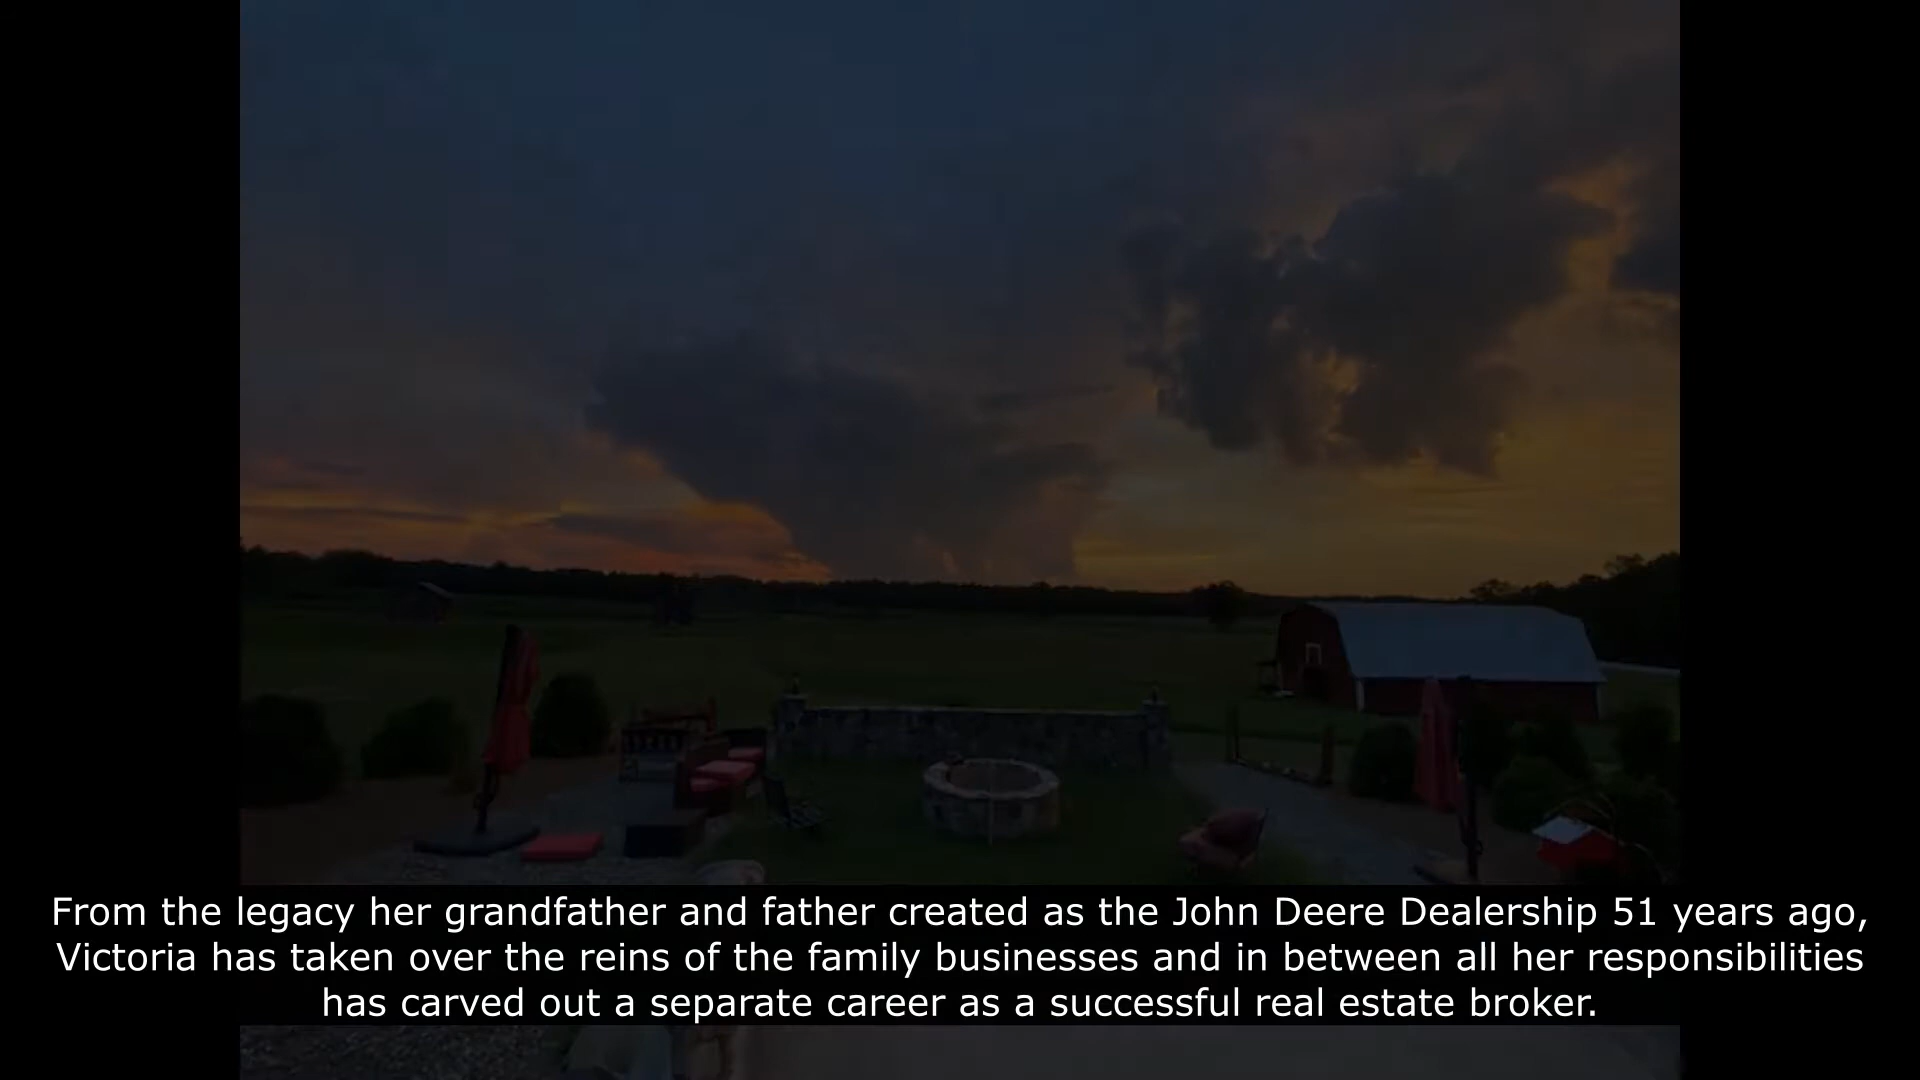 From the legacy her grandfather and father created as the John Deere Dealership 51 years ago,
Victoria has taken over the reins of the family businesses and in between all her responsibilities
has carved out a separate career as a successful real estate broker.